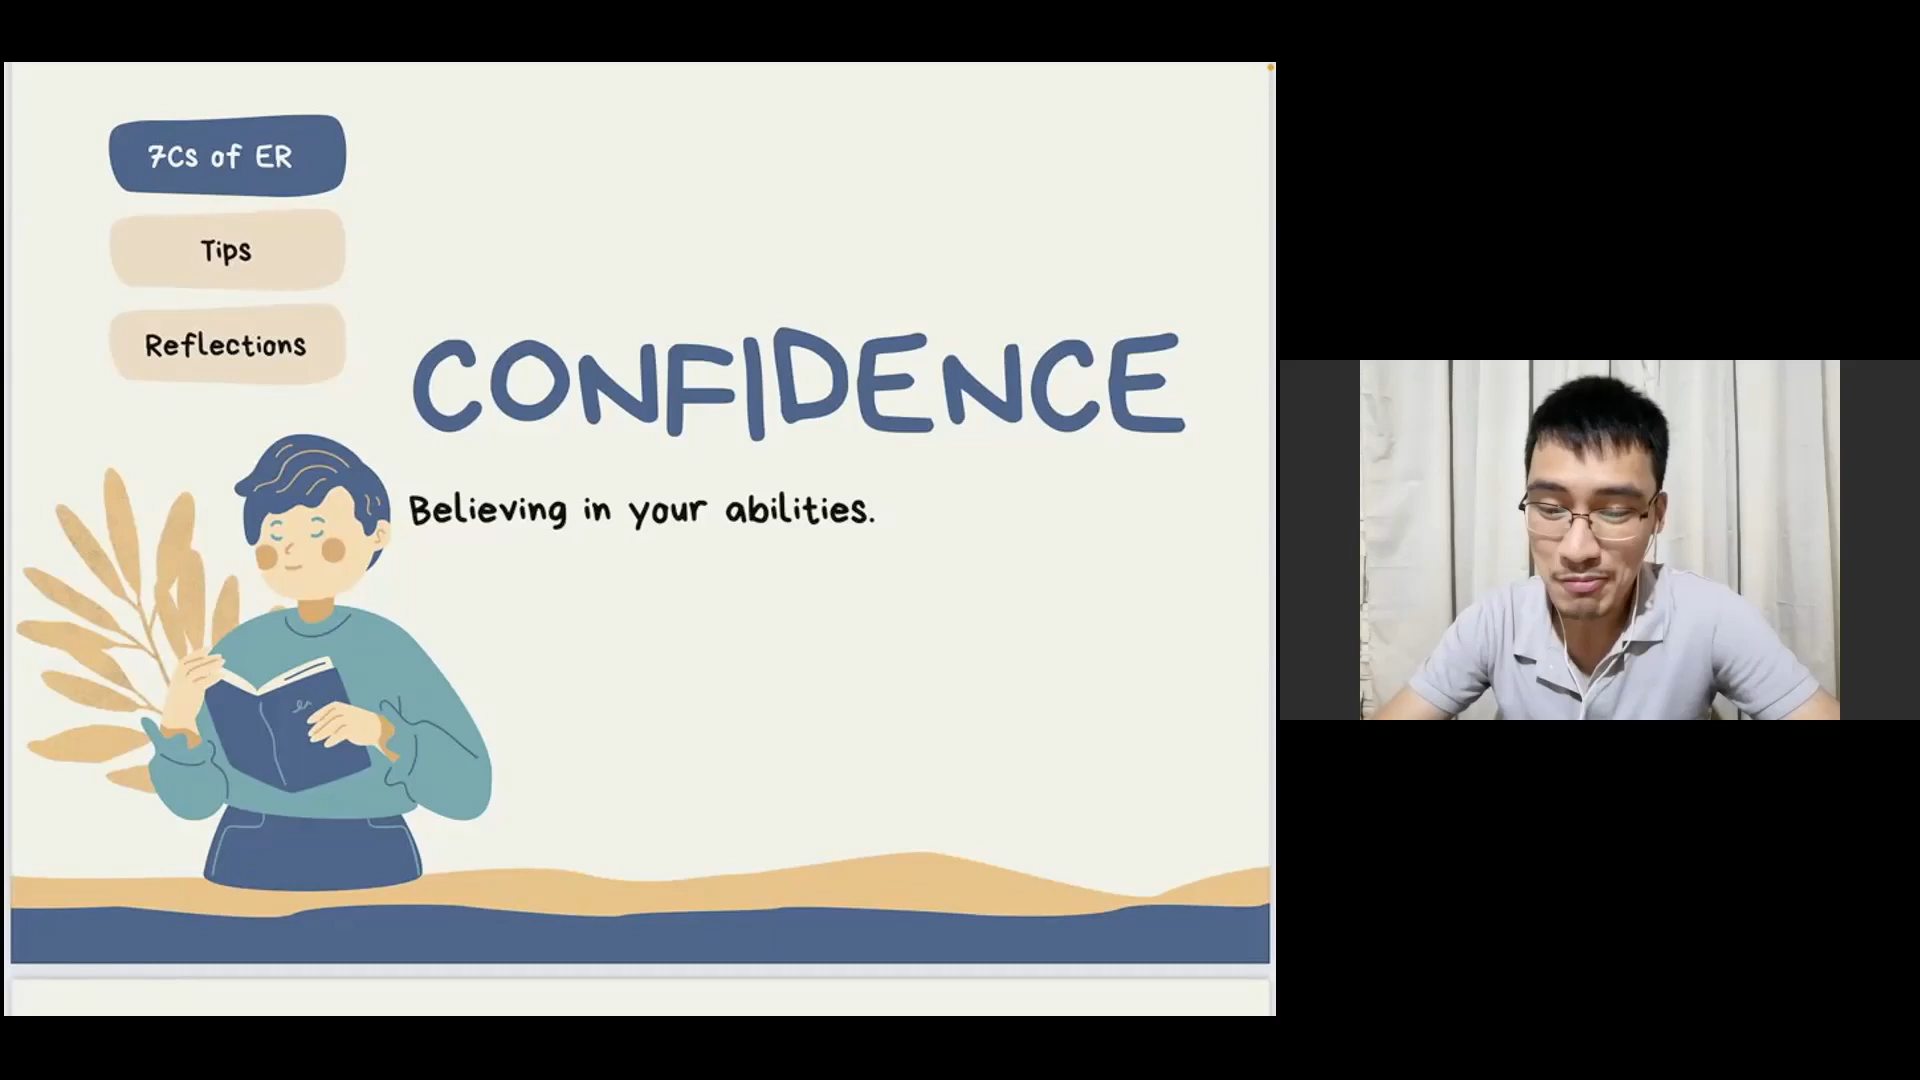 7Cs of ER
Tips
Reflections
CONFIDENCE
Believing in your abilities.